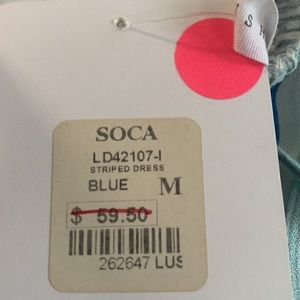 SOCA
LD42107-I
STRIPED DRESS
BLUE M
$ 59.50
262647 LUS